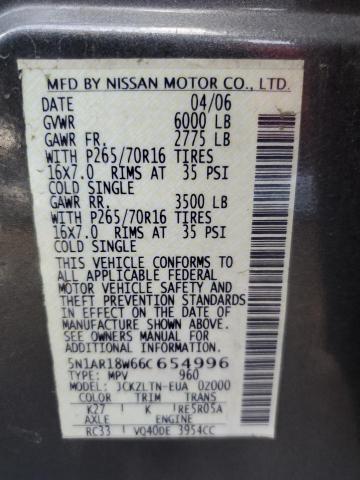 MFD BY NISSAN MOTOR CO., LTD.
DATE 04/06
GVWR 6000 LB
GAWR FR. 2775 LB
WITH P265/70R16 TIRES
16X7.0 RIMS AT 35 PSI
COLD SINGLE
GAWR RR. 3500 LB
WITH P265/70R16 TIRES
16X7.0 RIMS AT 35 PSI
COLD SINGLE
THIS VEHICLE CONFORMS TO
ALL APPLICABLE FEDERAL
MOTOR VEHICLE SAFETY AND
THEFT PREVENTION STANDARDS
IN EFFECT ON THE DATE OF
MANUFACTURE SHOWN ABOVE.
SEE OWNERS MANUAL
FOR ADDITIONAL
INFORMATION.
5N1AR18W66C654996
TYPE: MPV 960
MODEL: JCKZLTN-EUA 02000
COLOR TRIM TRANS
K27 K RE5R05A
AXLE ENGINE
RC33 VQ40DE 3954CC